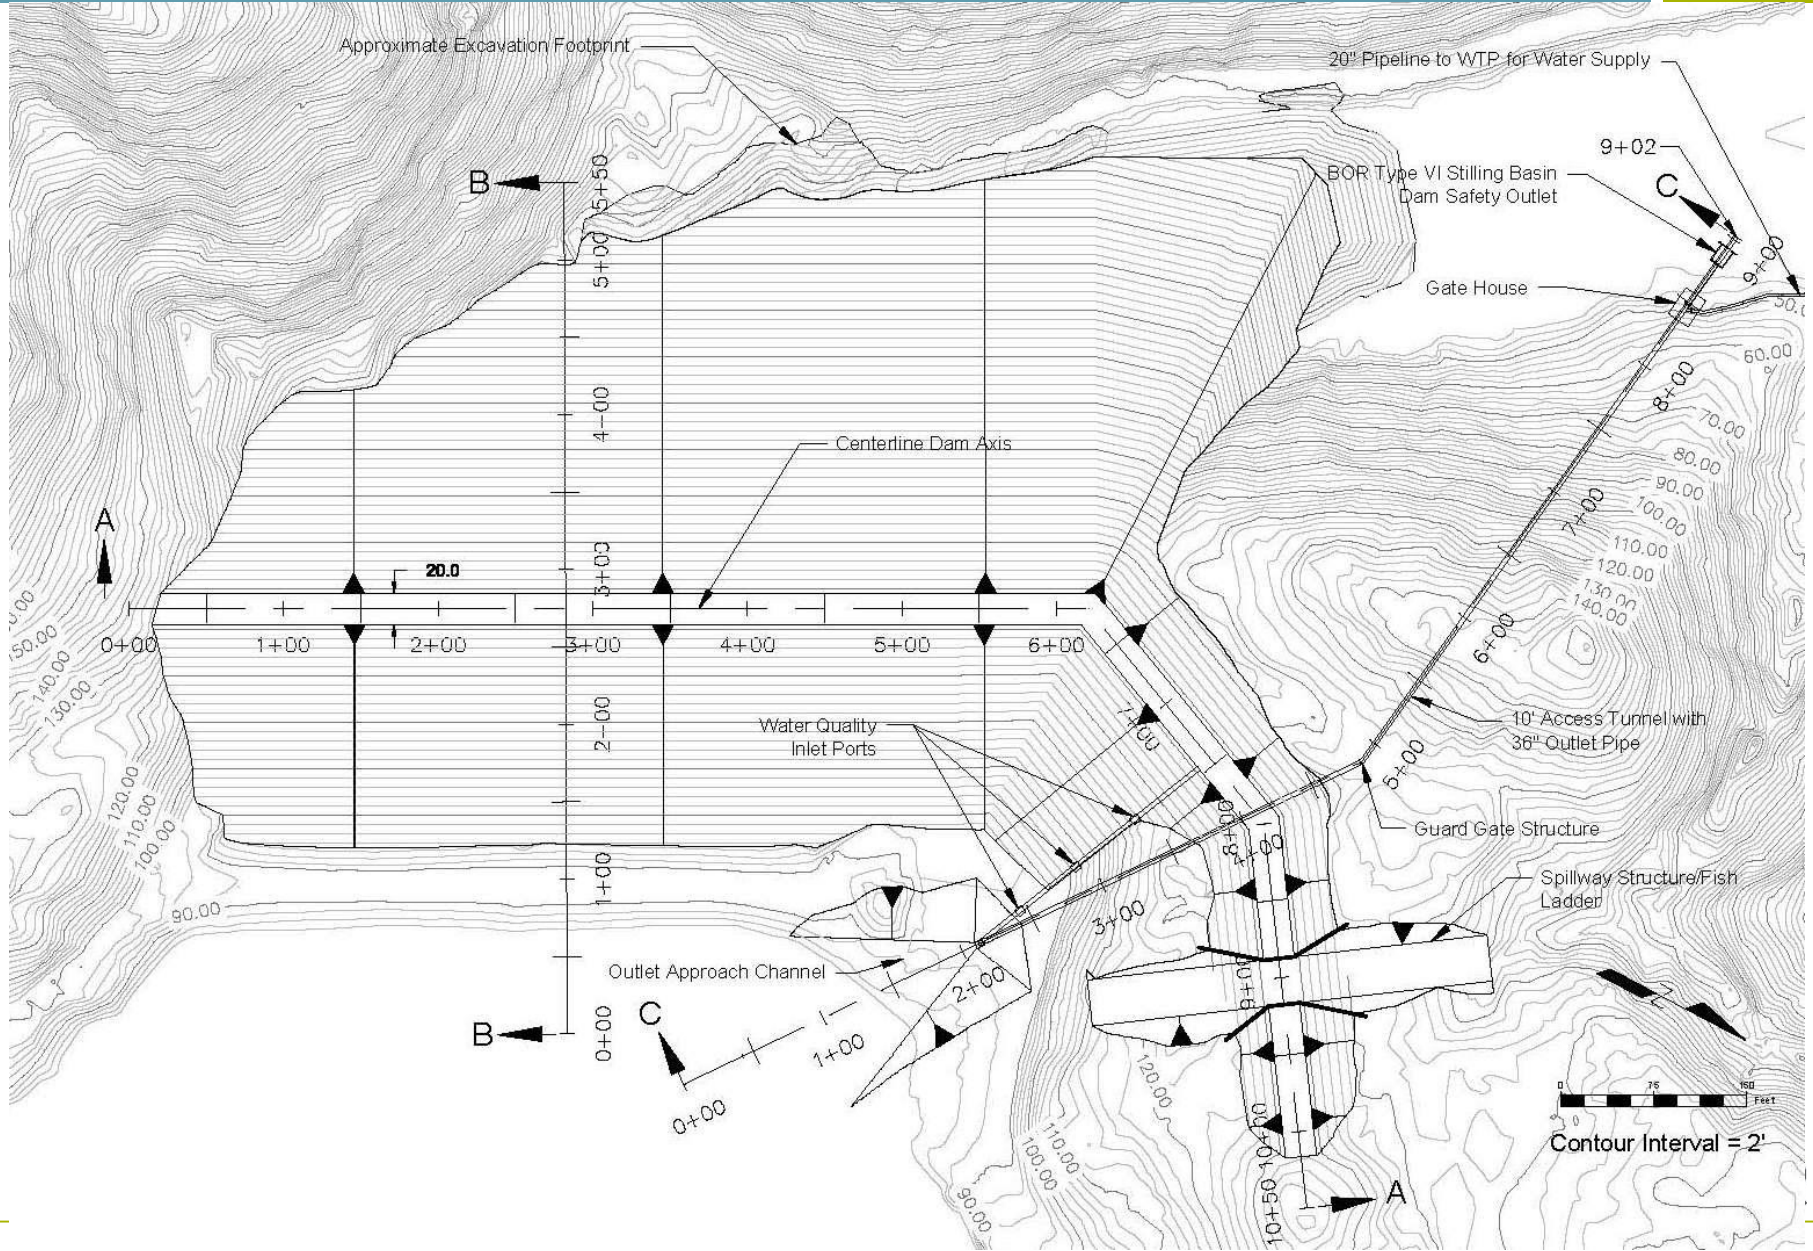 Approximate Excavation Footprint
20" Pipeline to WTP for Water Supply
9+02
BOR Type VI Stilling Basin
Dam Safety Outlet
C
B
5+50
5+00
9+00
Gate House
50.0
60.00
8+00
70.00
4+00
Centerline Dam Axis
80.00
90.00
100.00
7+00
110.00
120.00
130.00
140.00
A
20.0
3+00
0+00
1+00
2+00
3+00
4+00
5+00
6+00
6+00
150.00
140.00
130.00
2+00
7+00
Water Quality
Inlet Ports
10' Access Tunnel with
36" Outlet Pipe
5+00
120.00
110.00
100.00
8+00
4+00
Guard Gate Structure
1+00
90.00
3+00
Spillway Structure/Fish
Ladder
Outlet Approach Channel
2+00
9+00
N
C
B
0+00
1+00
0+00
120.00
110.00
100.00
90.00
10+00
10+50
A
0 75 150
Feet
Contour Interval = 2'